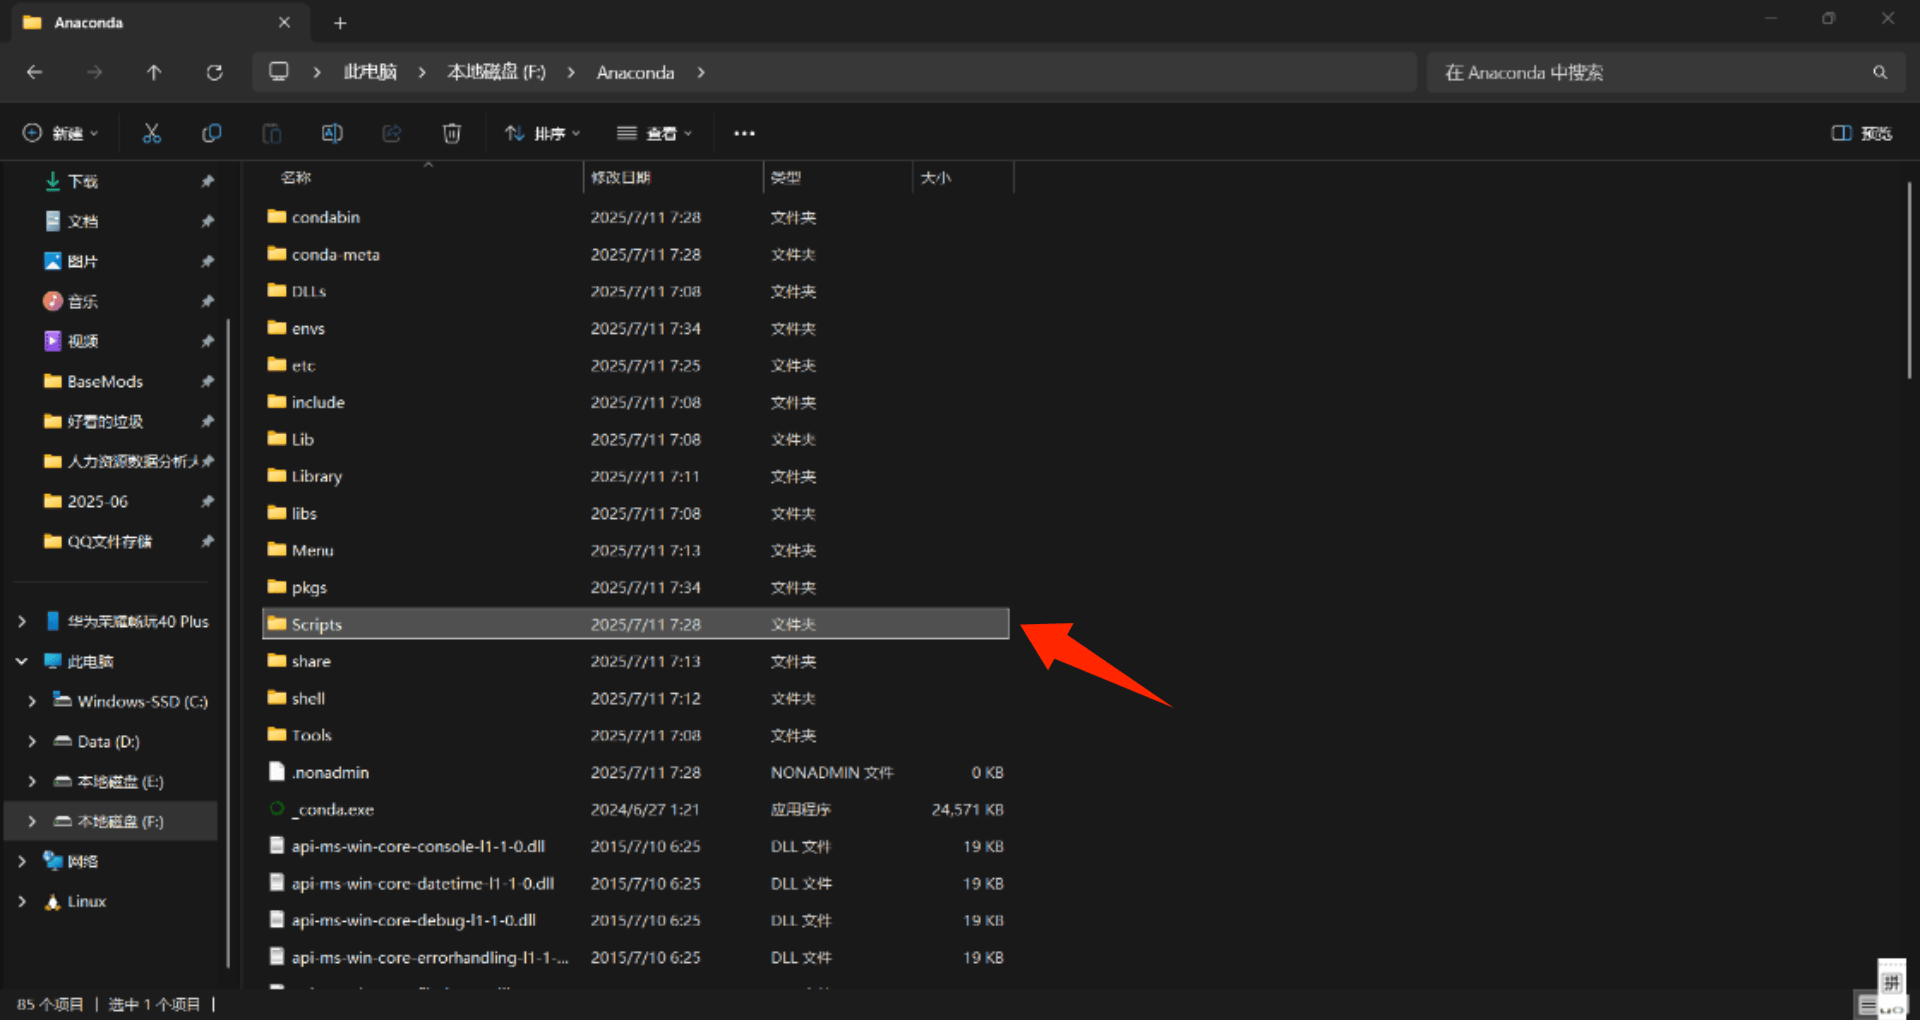 Anaconda
此电脑 本地磁盘 (F:) Anaconda
在 Anaconda 中搜索
新建 排序 查看 预览
下载
文档
图片
音乐
视频
BaseMods
好看的垃圾
人力资源数据分析
2025-06
QQ文件存储
华为荣耀畅玩40 Plus
此电脑
Windows-SSD (C:)
Data (D:)
本地磁盘 (E:)
本地磁盘 (F:)
网络
Linux
名称 修改日期 类型 大小
condabin 2025/7/11 7:28 文件夹
conda-meta 2025/7/11 7:28 文件夹
DLLs 2025/7/11 7:08 文件夹
envs 2025/7/11 7:34 文件夹
etc 2025/7/11 7:25 文件夹
include 2025/7/11 7:08 文件夹
Lib 2025/7/11 7:08 文件夹
Library 2025/7/11 7:11 文件夹
libs 2025/7/11 7:08 文件夹
Menu 2025/7/11 7:13 文件夹
pkgs 2025/7/11 7:34 文件夹
Scripts 2025/7/11 7:28 文件夹
share 2025/7/11 7:13 文件夹
shell 2025/7/11 7:12 文件夹
Tools 2025/7/11 7:08 文件夹
.nonadmin 2025/7/11 7:28 NONADMIN 文件 0 KB
_conda.exe 2024/6/27 1:21 应用程序 24,571 KB
api-ms-win-core-console-l1-1-0.dll 2015/7/10 6:25 DLL 文件 19 KB
api-ms-win-core-datetime-l1-1-0.dll 2015/7/10 6:25 DLL 文件 19 KB
api-ms-win-core-debug-l1-1-0.dll 2015/7/10 6:25 DLL 文件 19 KB
api-ms-win-core-errorhandling-l1-1-... 2015/7/10 6:25 DLL 文件 19 KB
85 个项目 | 选中 1 个项目 |
拼